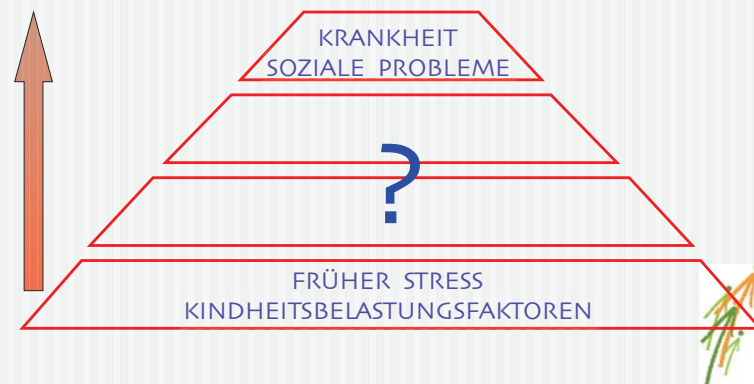 KRANKHEIT
SOZIALE PROBLEME
?
FRÜHER STRESS
KINDHEITSBELASTUNGSFAKTOREN